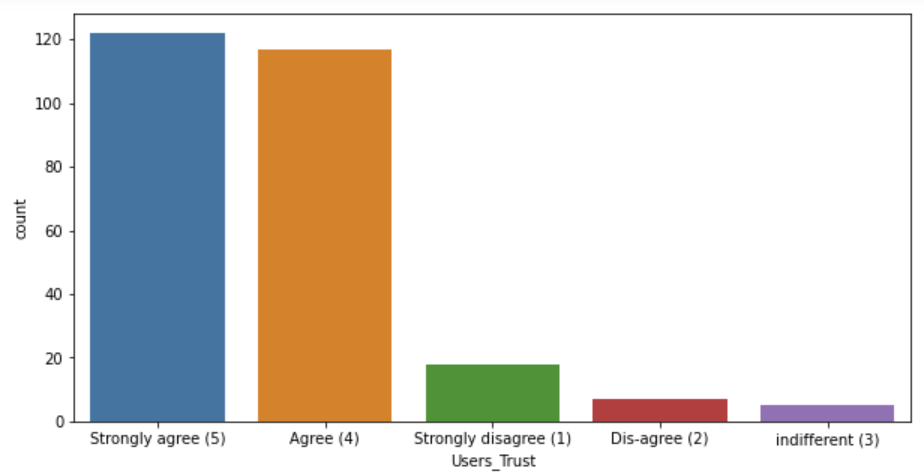 120
100
80
60
40
20
0
count
Strongly agree (5) Agree (4) Strongly disagree (1) Dis-agree (2) indifferent (3)
Users_Trust